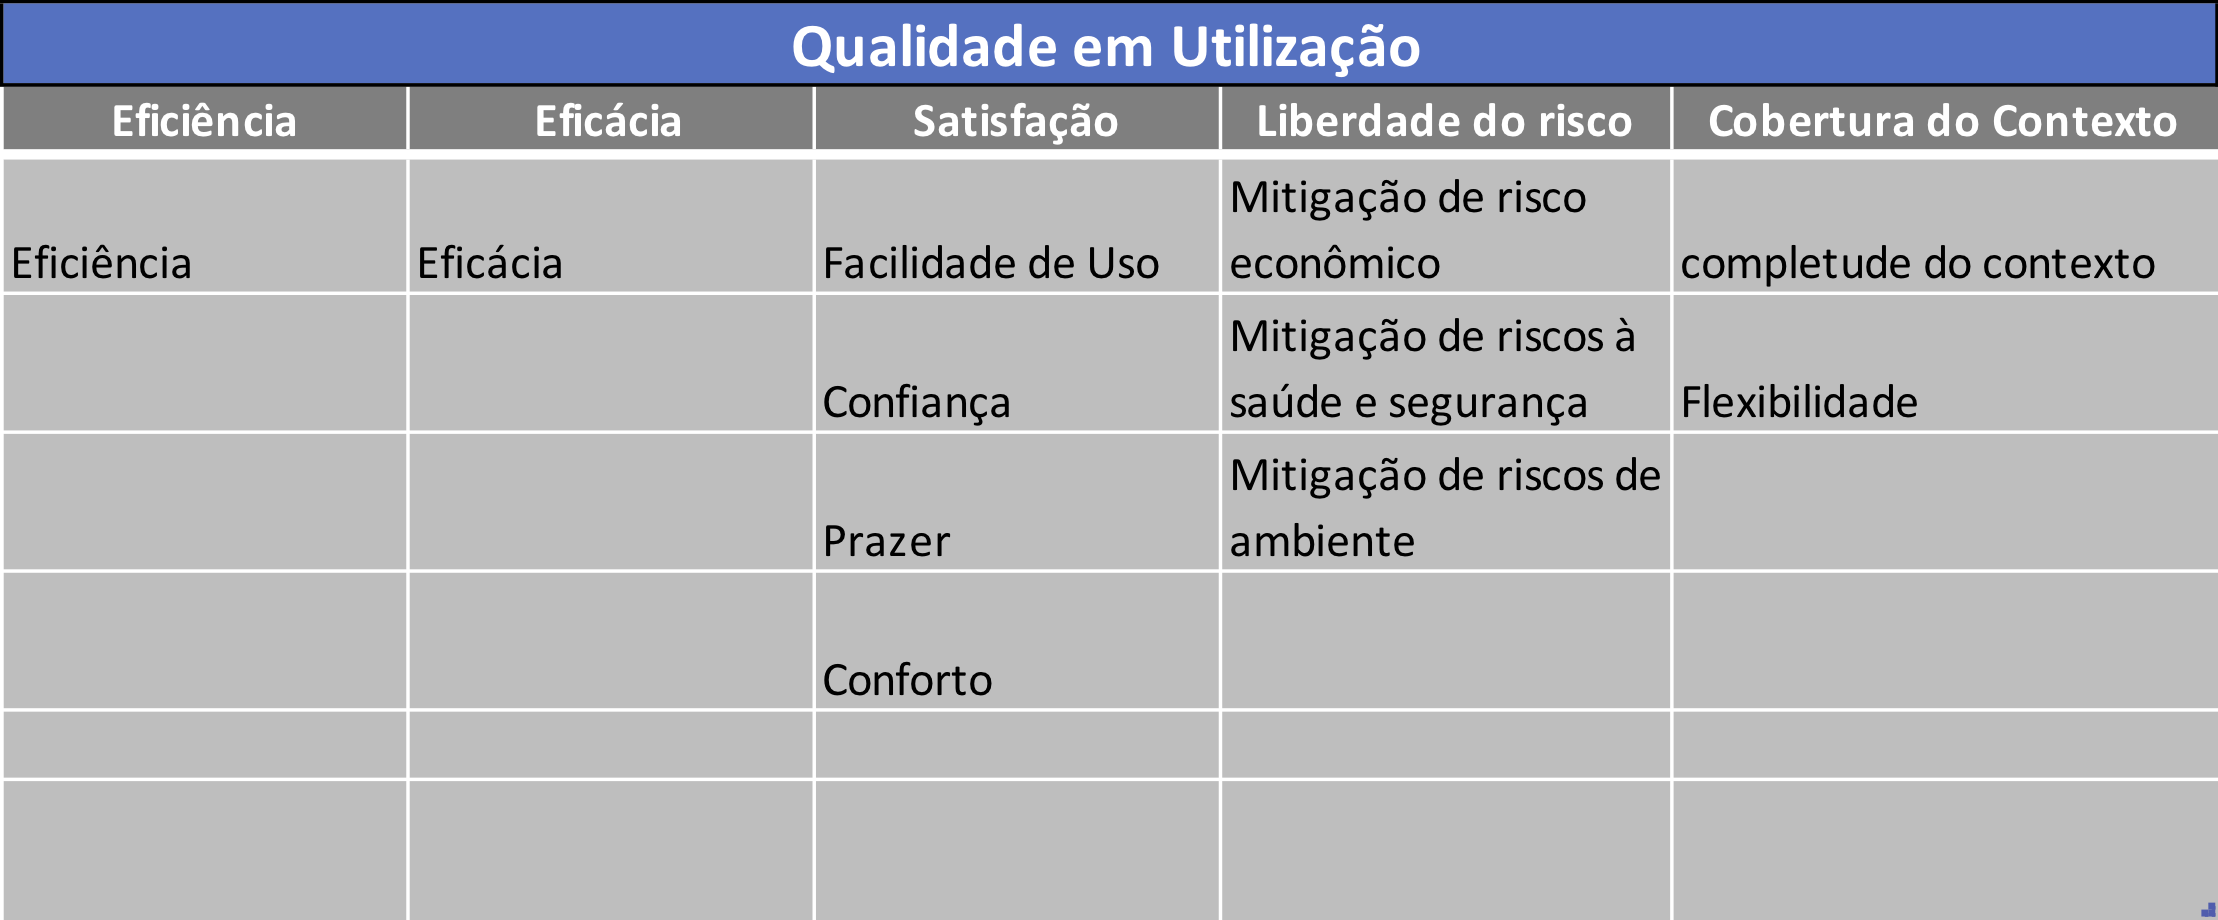 Qualidade em Utilização
Eficiência Eficácia Satisfação Liberdade do risco Cobertura do Contexto
Eficiência Eficácia Facilidade de Uso Mitigação de risco
econômico completude do contexto
Confiança Mitigação de riscos à
saúde e segurança Flexibilidade
Prazer Mitigação de riscos de
ambiente
Conforto